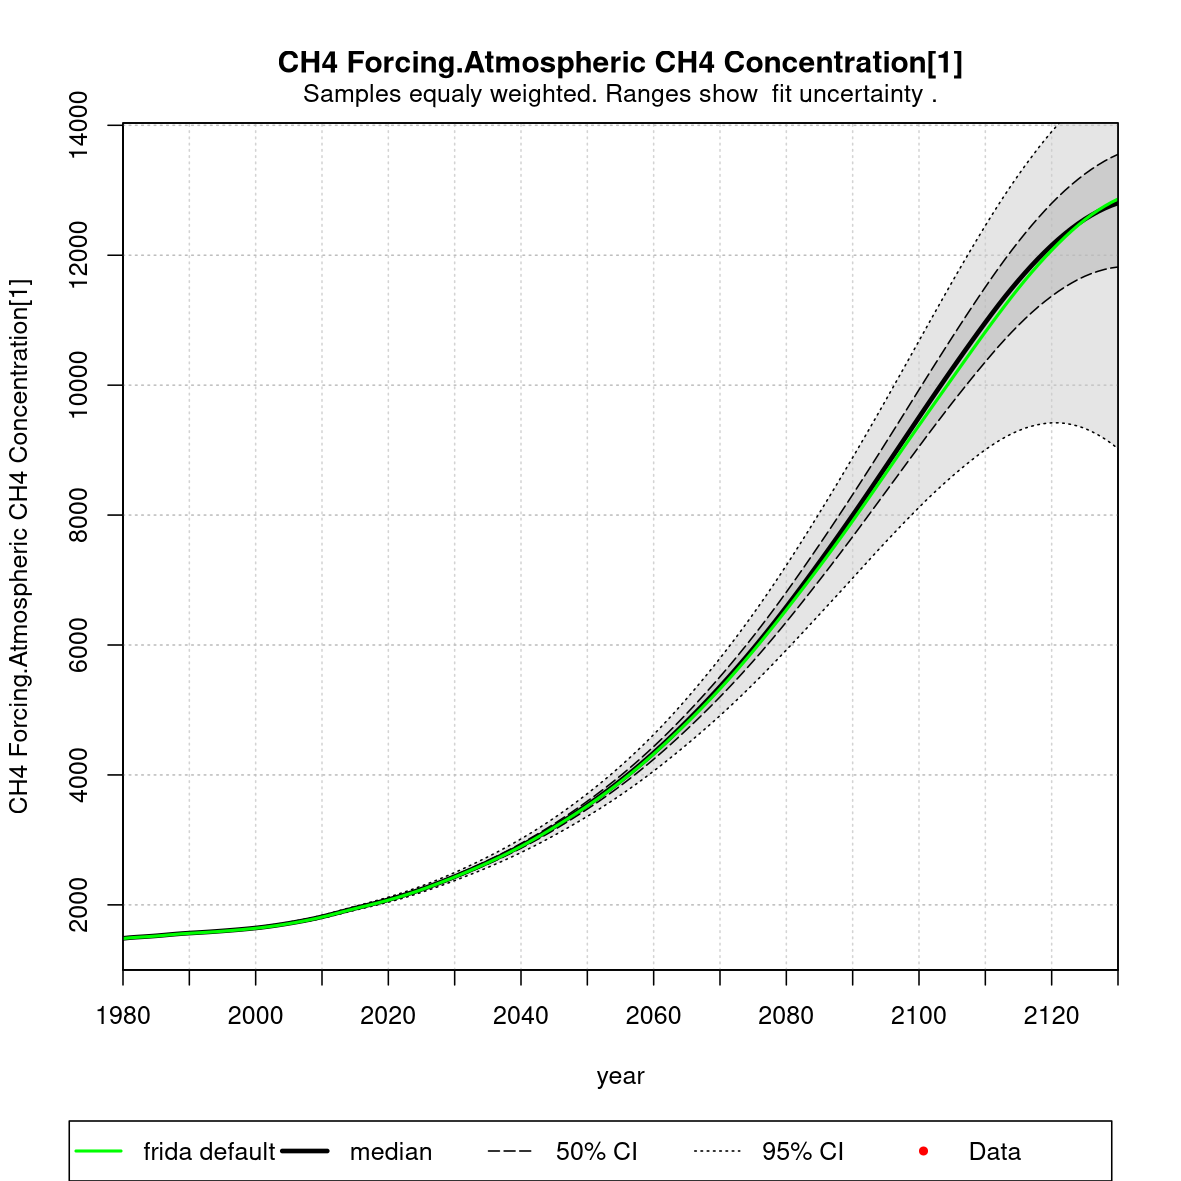 CH4 Forcing.Atmospheric CH4 Concentration[1]
Samples equaly weighted. Ranges show  fit uncertainty .
CH4 Forcing.Atmospheric CH4 Concentration[1]
14000
12000
10000
8000
6000
4000
2000
1980 2000 2020 2040 2060 2080 2100 2120
year
frida default median 50% CI 95% CI Data